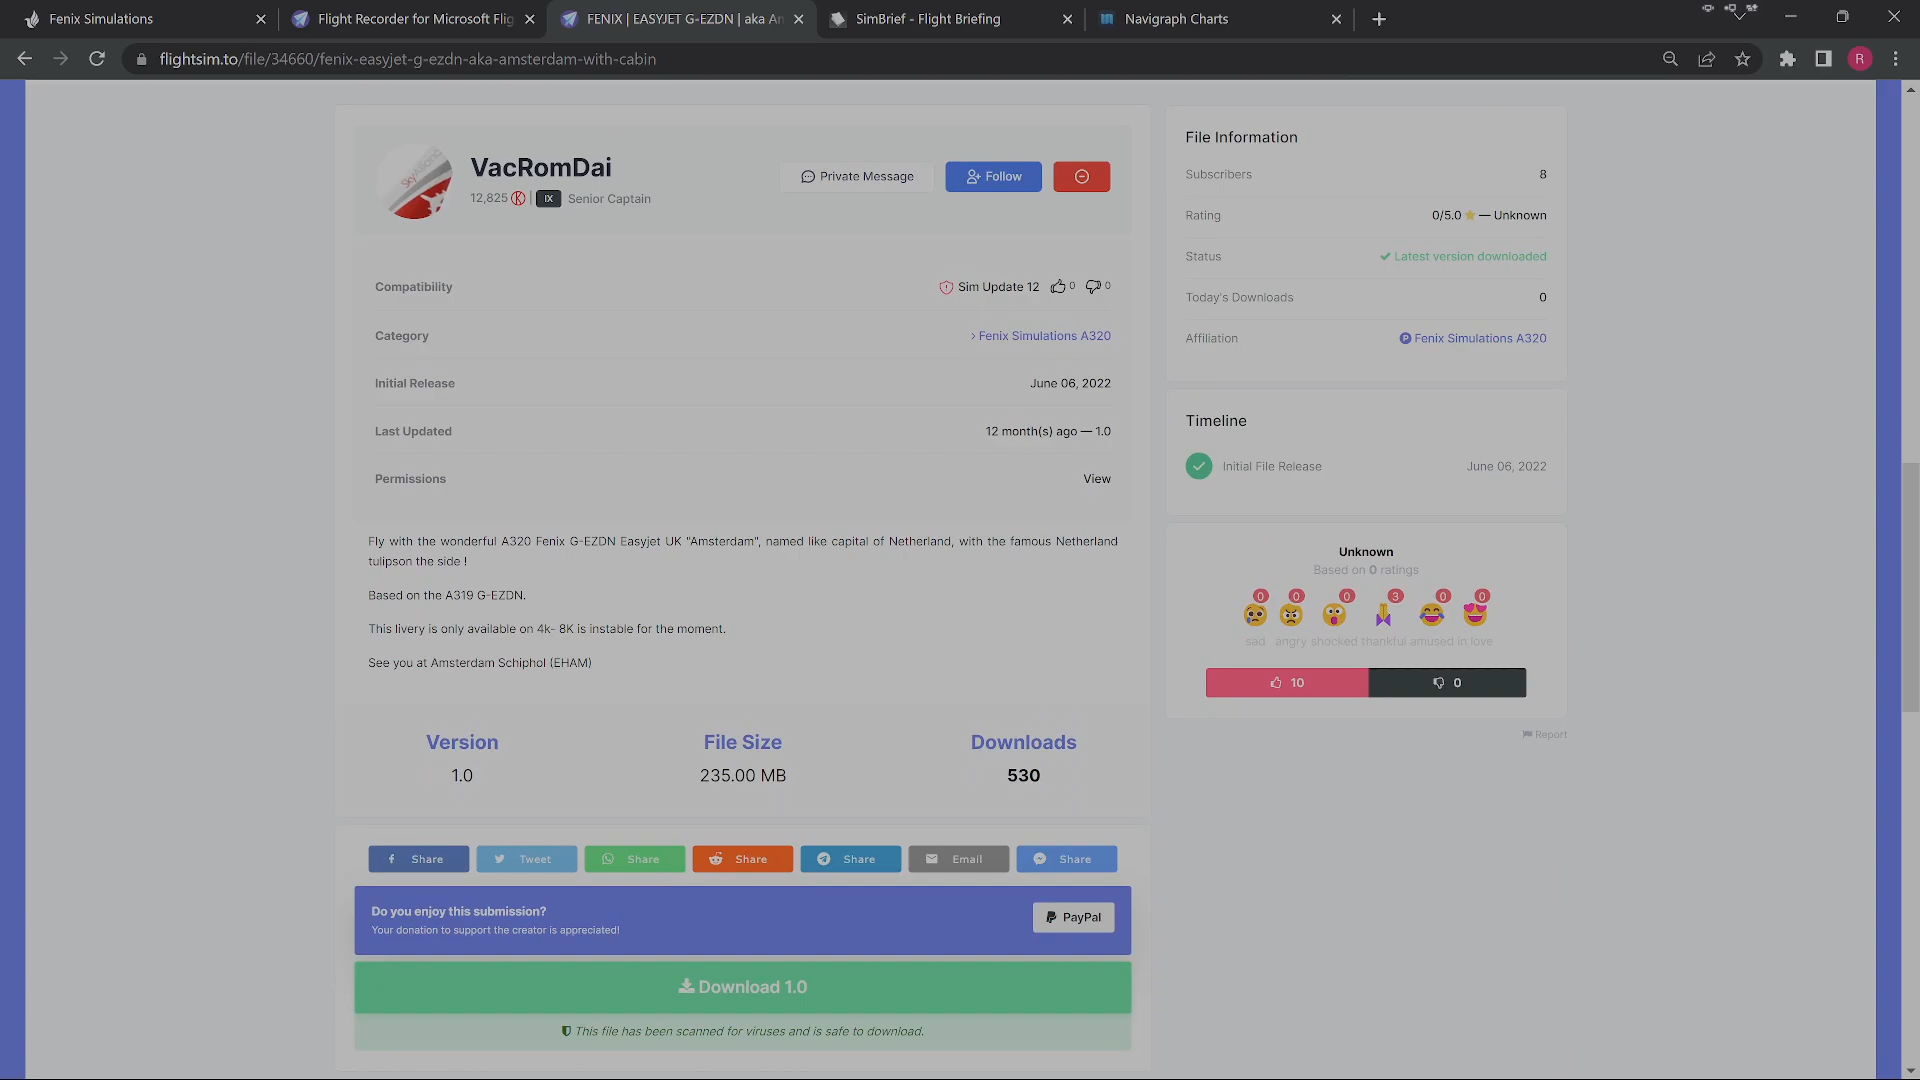 Fenix Simulations
Flight Recorder for Microsoft Flig
FENIX | EASYJET G-EZDN | aka Am
SimBrief - Flight Briefing
Navigraph Charts
flightsim.to/file/34660/fenix-easyjet-g-ezdn-aka-amsterdam-with-cabin
R
VacRomDai
12,825 | IX Senior Captain
Private Message
Follow
Compatibility
Sim Update 12 0 0
Category
Fenix Simulations A320
Initial Release
June 06, 2022
Last Updated
12 month(s) ago — 1.0
Permissions
View
Fly with the wonderful A320 Fenix G-EZDN Easyjet UK "Amsterdam", named like capital of Netherland, with the famous Netherland
tulipson the side !
Based on the A319 G-EZDN.
This livery is only available on 4k- 8K is instable for the moment.
See you at Amsterdam Schiphol (EHAM)
Version
File Size
Downloads
1.0
235.00 MB
530
Share
Tweet
Share
Share
Share
Email
Share
Do you enjoy this submission?
Your donation to support the creator is appreciated!
PayPal
Download 1.0
This file has been scanned for viruses and is safe to download.
File Information
Subscribers
8
Rating
0/5.0 — Unknown
Status
Latest version downloaded
Today's Downloads
0
Affiliation
Fenix Simulations A320
Timeline
Initial File Release
June 06, 2022
Unknown
Based on 0 ratings
0 0 0 3 0 0
sad angry shocked thankful amused in love
10
0
Report